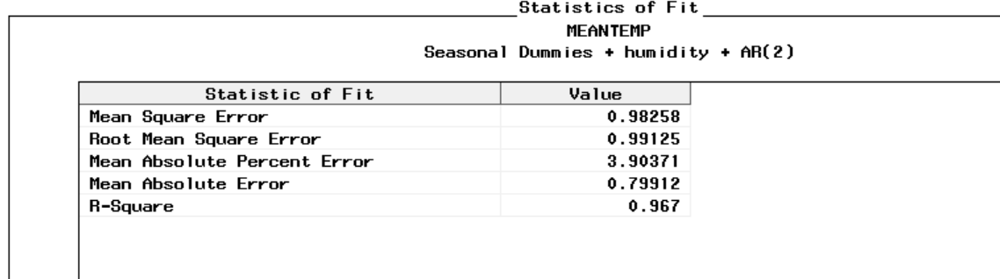 Statistics of Fit
MEANTEMP
Seasonal Dummies + humidity + AR(2)
Statistic of Fit Value
Mean Square Error 0.98258
Root Mean Square Error 0.99125
Mean Absolute Percent Error 3.90371
Mean Absolute Error 0.79912
R-Square 0.967